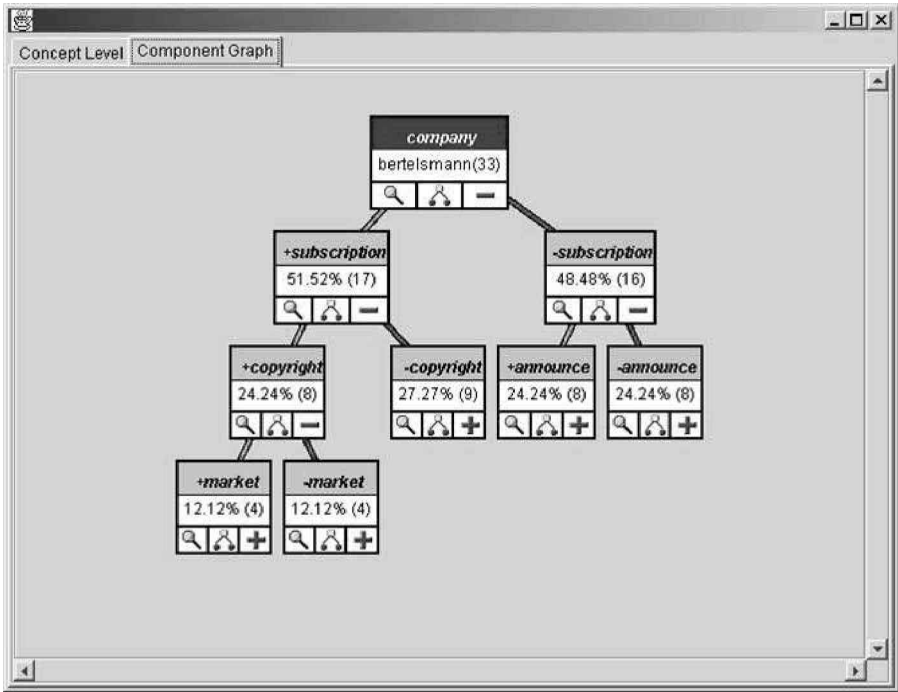 Concept Level
Component Graph
company
bertelsmann(33)
+subscription
-subscription
51.52% (17)
48.48% (16)
+copyright
-copyright
+announce
-announce
24.24% (8)
27.27% (9)
24.24% (8)
24.24% (8)
+market
-market
12.12% (4)
12.12% (4)